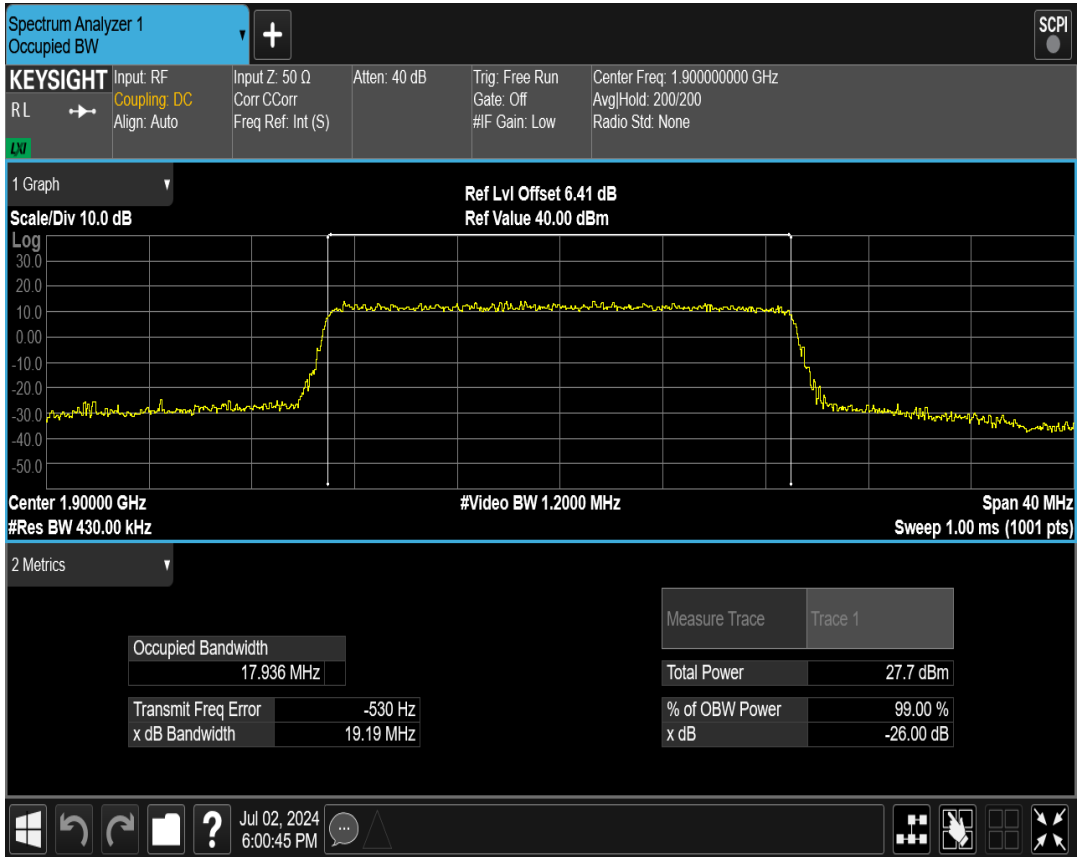 Spectrum Analyzer 1
Occupied BW
+
SCPI
KEYSIGHT
R L
LXI
Input: RF
Coupling: DC
Align: Auto
Input Z: 50 Ω
Corr CCorr
Freq Ref: Int (S)
Atten: 40 dB
Trig: Free Run
Gate: Off
#IF Gain: Low
Center Freq: 1.900000000 GHz
Avg|Hold: 200/200
Radio Std: None
1 Graph
Scale/Div 10.0 dB
Ref Lvl Offset 6.41 dB
Ref Value 40.00 dBm
Log
30.0
20.0
10.0
0.00
-10.0
-20.0
-30.0
-40.0
-50.0
Center 1.90000 GHz
#Video BW 1.2000 MHz
Span 40 MHz
#Res BW 430.00 kHz
Sweep 1.00 ms (1001 pts)
2 Metrics
Measure Trace Trace 1
Occupied Bandwidth
17.936 MHz
Total Power 27.7 dBm
Transmit Freq Error -530 Hz
% of OBW Power 99.00 %
x dB Bandwidth 19.19 MHz
x dB -26.00 dB
?
Jul 02, 2024
6:00:45 PM